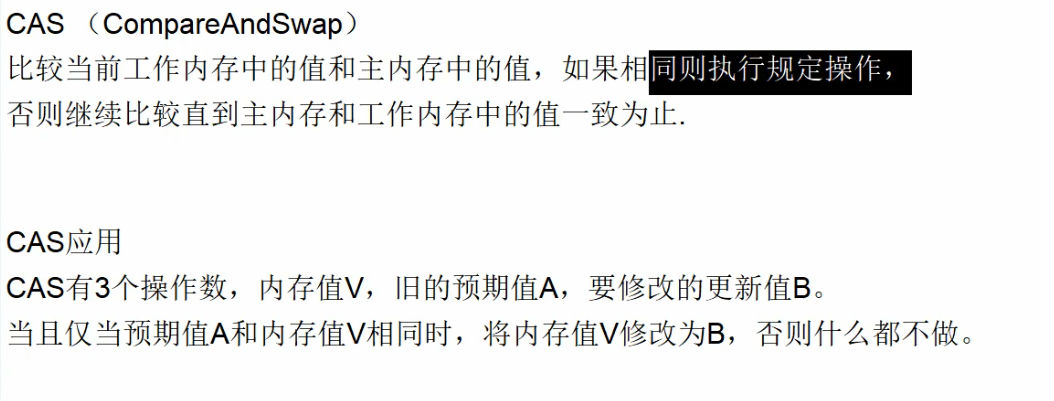 CAS （CompareAndSwap）
比较当前工作内存中的值和主内存中的值，如果相同则执行规定操作，
否则继续比较直到主内存和工作内存中的值一致为止.
CAS应用
CAS有3个操作数，内存值V，旧的预期值A，要修改的更新值B。
当且仅当预期值A和内存值V相同时，将内存值V修改为B，否则什么都不做。